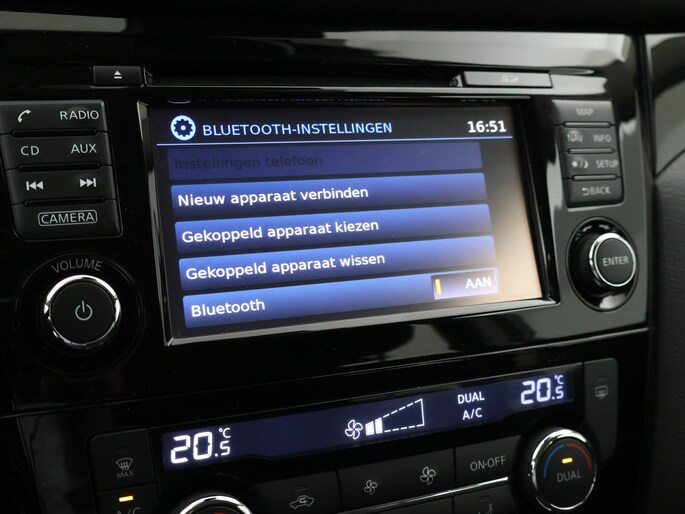 RADIO
CD AUX
CAMERA
VOLUME
BLUETOOTH-INSTELLINGEN 16:51
Instellingen telefoon
Nieuw apparaat verbinden
Gekoppeld apparaat kiezen
Gekoppeld apparaat wissen
Bluetooth AAN
MAP
NAV INFO
SETUP
BACK
ENTER
20.5°C
DUAL
A/C
20.5°C
MAX
A/C
ON-OFF
DUAL